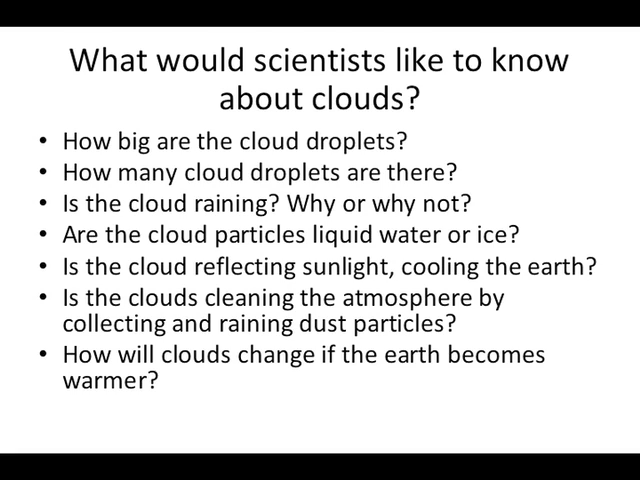 What would scientists like to know
about clouds?
• How big are the cloud droplets?
• How many cloud droplets are there?
• Is the cloud raining? Why or why not?
• Are the cloud particles liquid water or ice?
• Is the cloud reflecting sunlight, cooling the earth?
• Is the clouds cleaning the atmosphere by
collecting and raining dust particles?
• How will clouds change if the earth becomes
warmer?